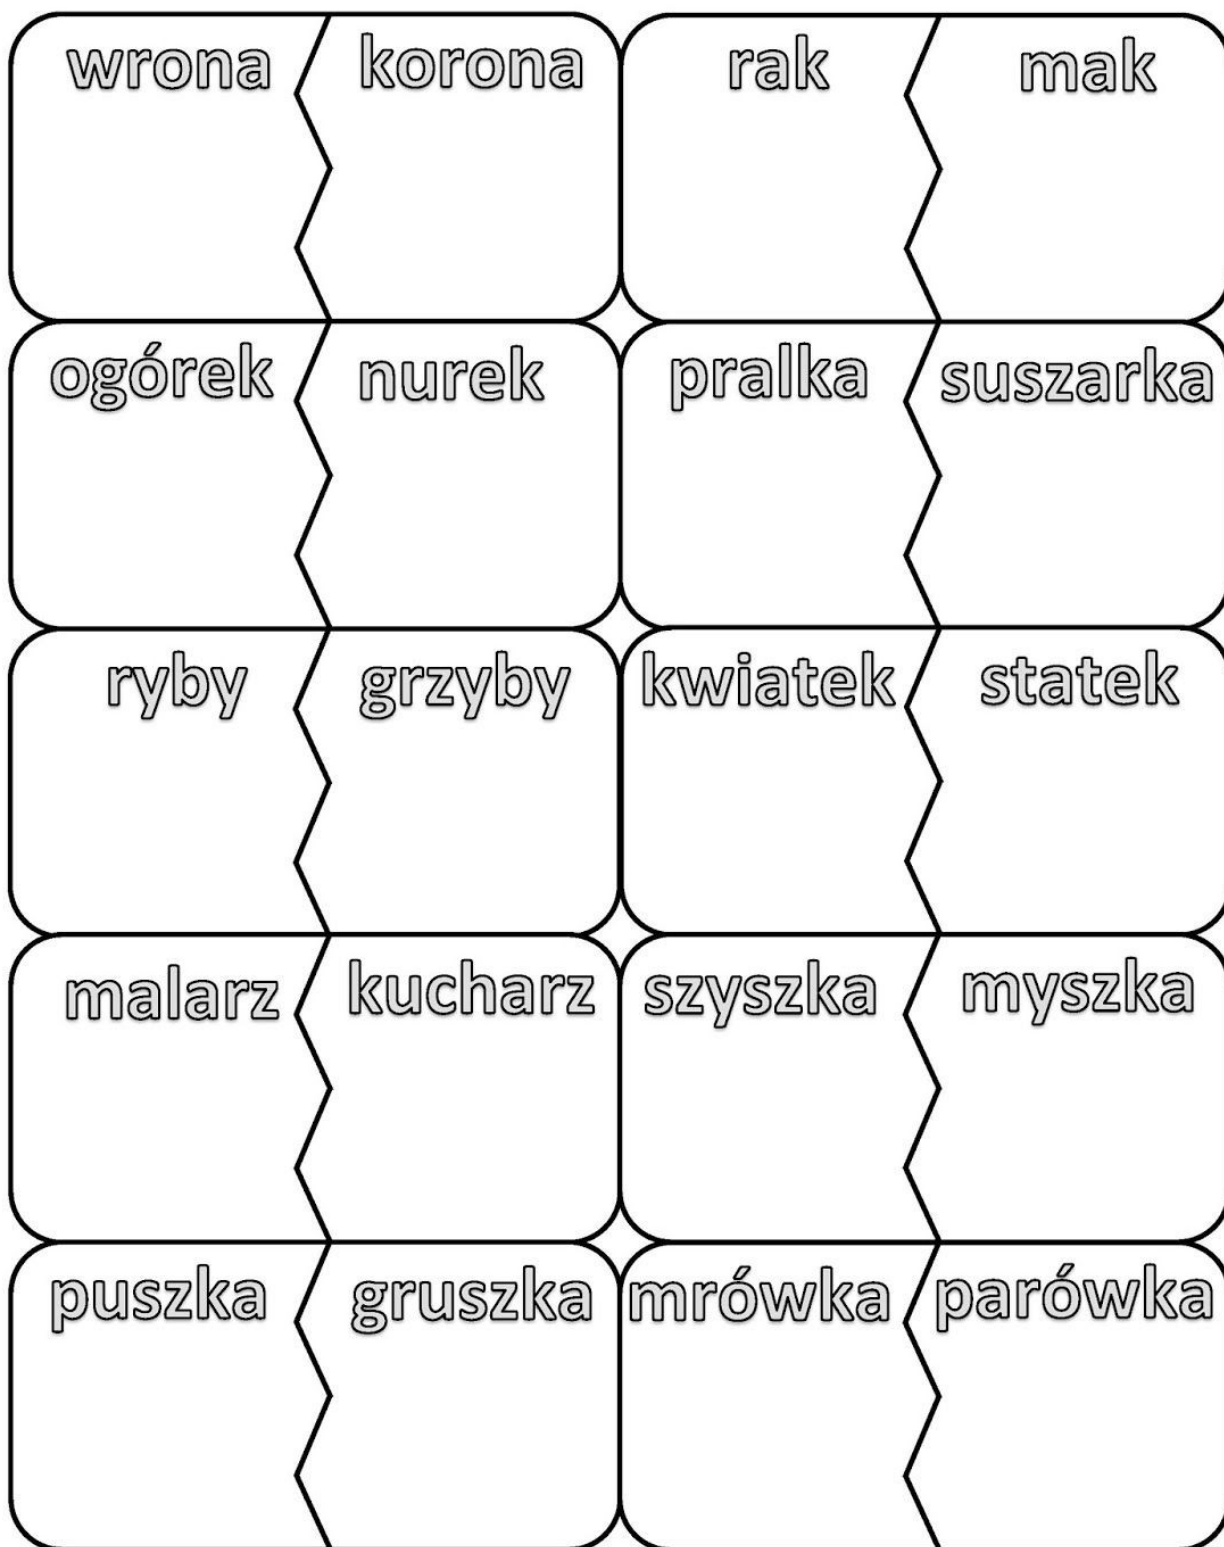 wrona korona rak mak
ogórek nurek pralka suszarka
ryby grzyby kwiatek statek
malarz kucharz szyszka myszka
puszka gruszka mrówka parówka